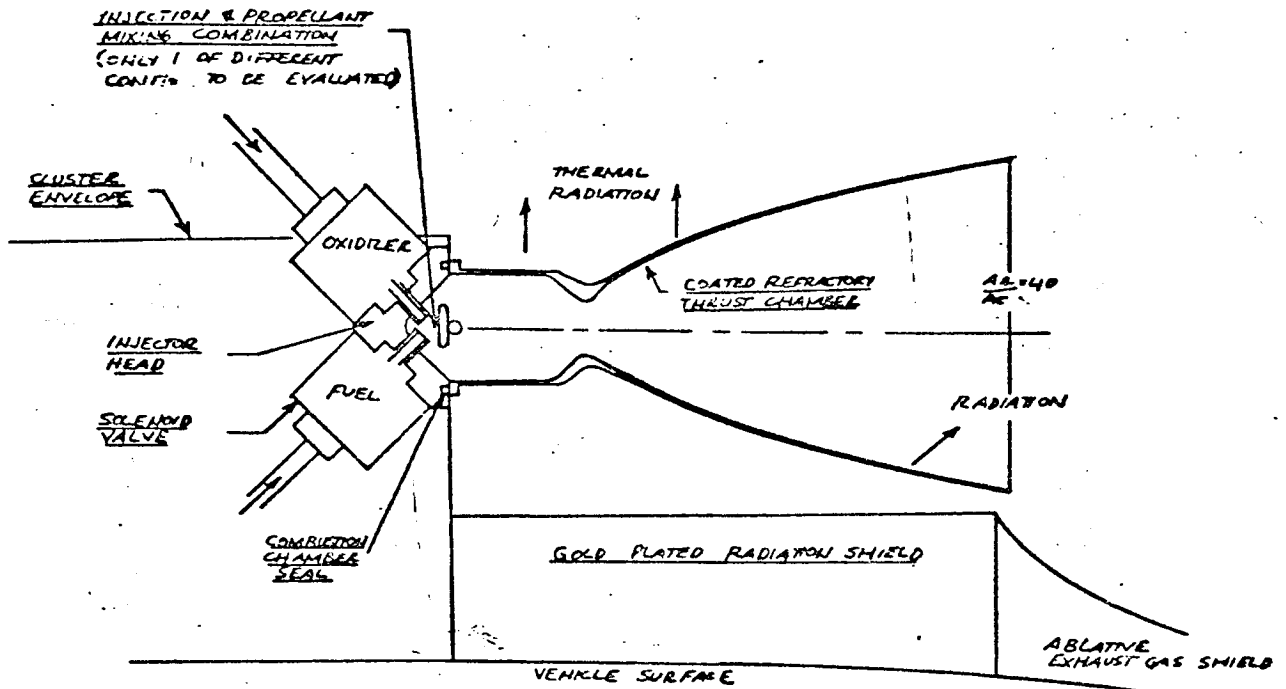 INJECTION & PROPELLANT
MIXING COMBINATION
(ONLY 1 OF DIFFERENT
CONFIG TO BE EVALUATED)
CLUSTER
ENVELOPE
OXIDIZER
THERMAL
RADIATION
COATED REFRACTORY
THRUST CHAMBER
=40
INJECTOR
HEAD
FUEL
SOLENOID
VALVE
RADIATION
COMBUSTION
CHAMBER
SEAL
GOLD PLATED RADIATION SHIELD
ABLATIVE
EXHAUST GAS SHIELD
VEHICLE SURFACE